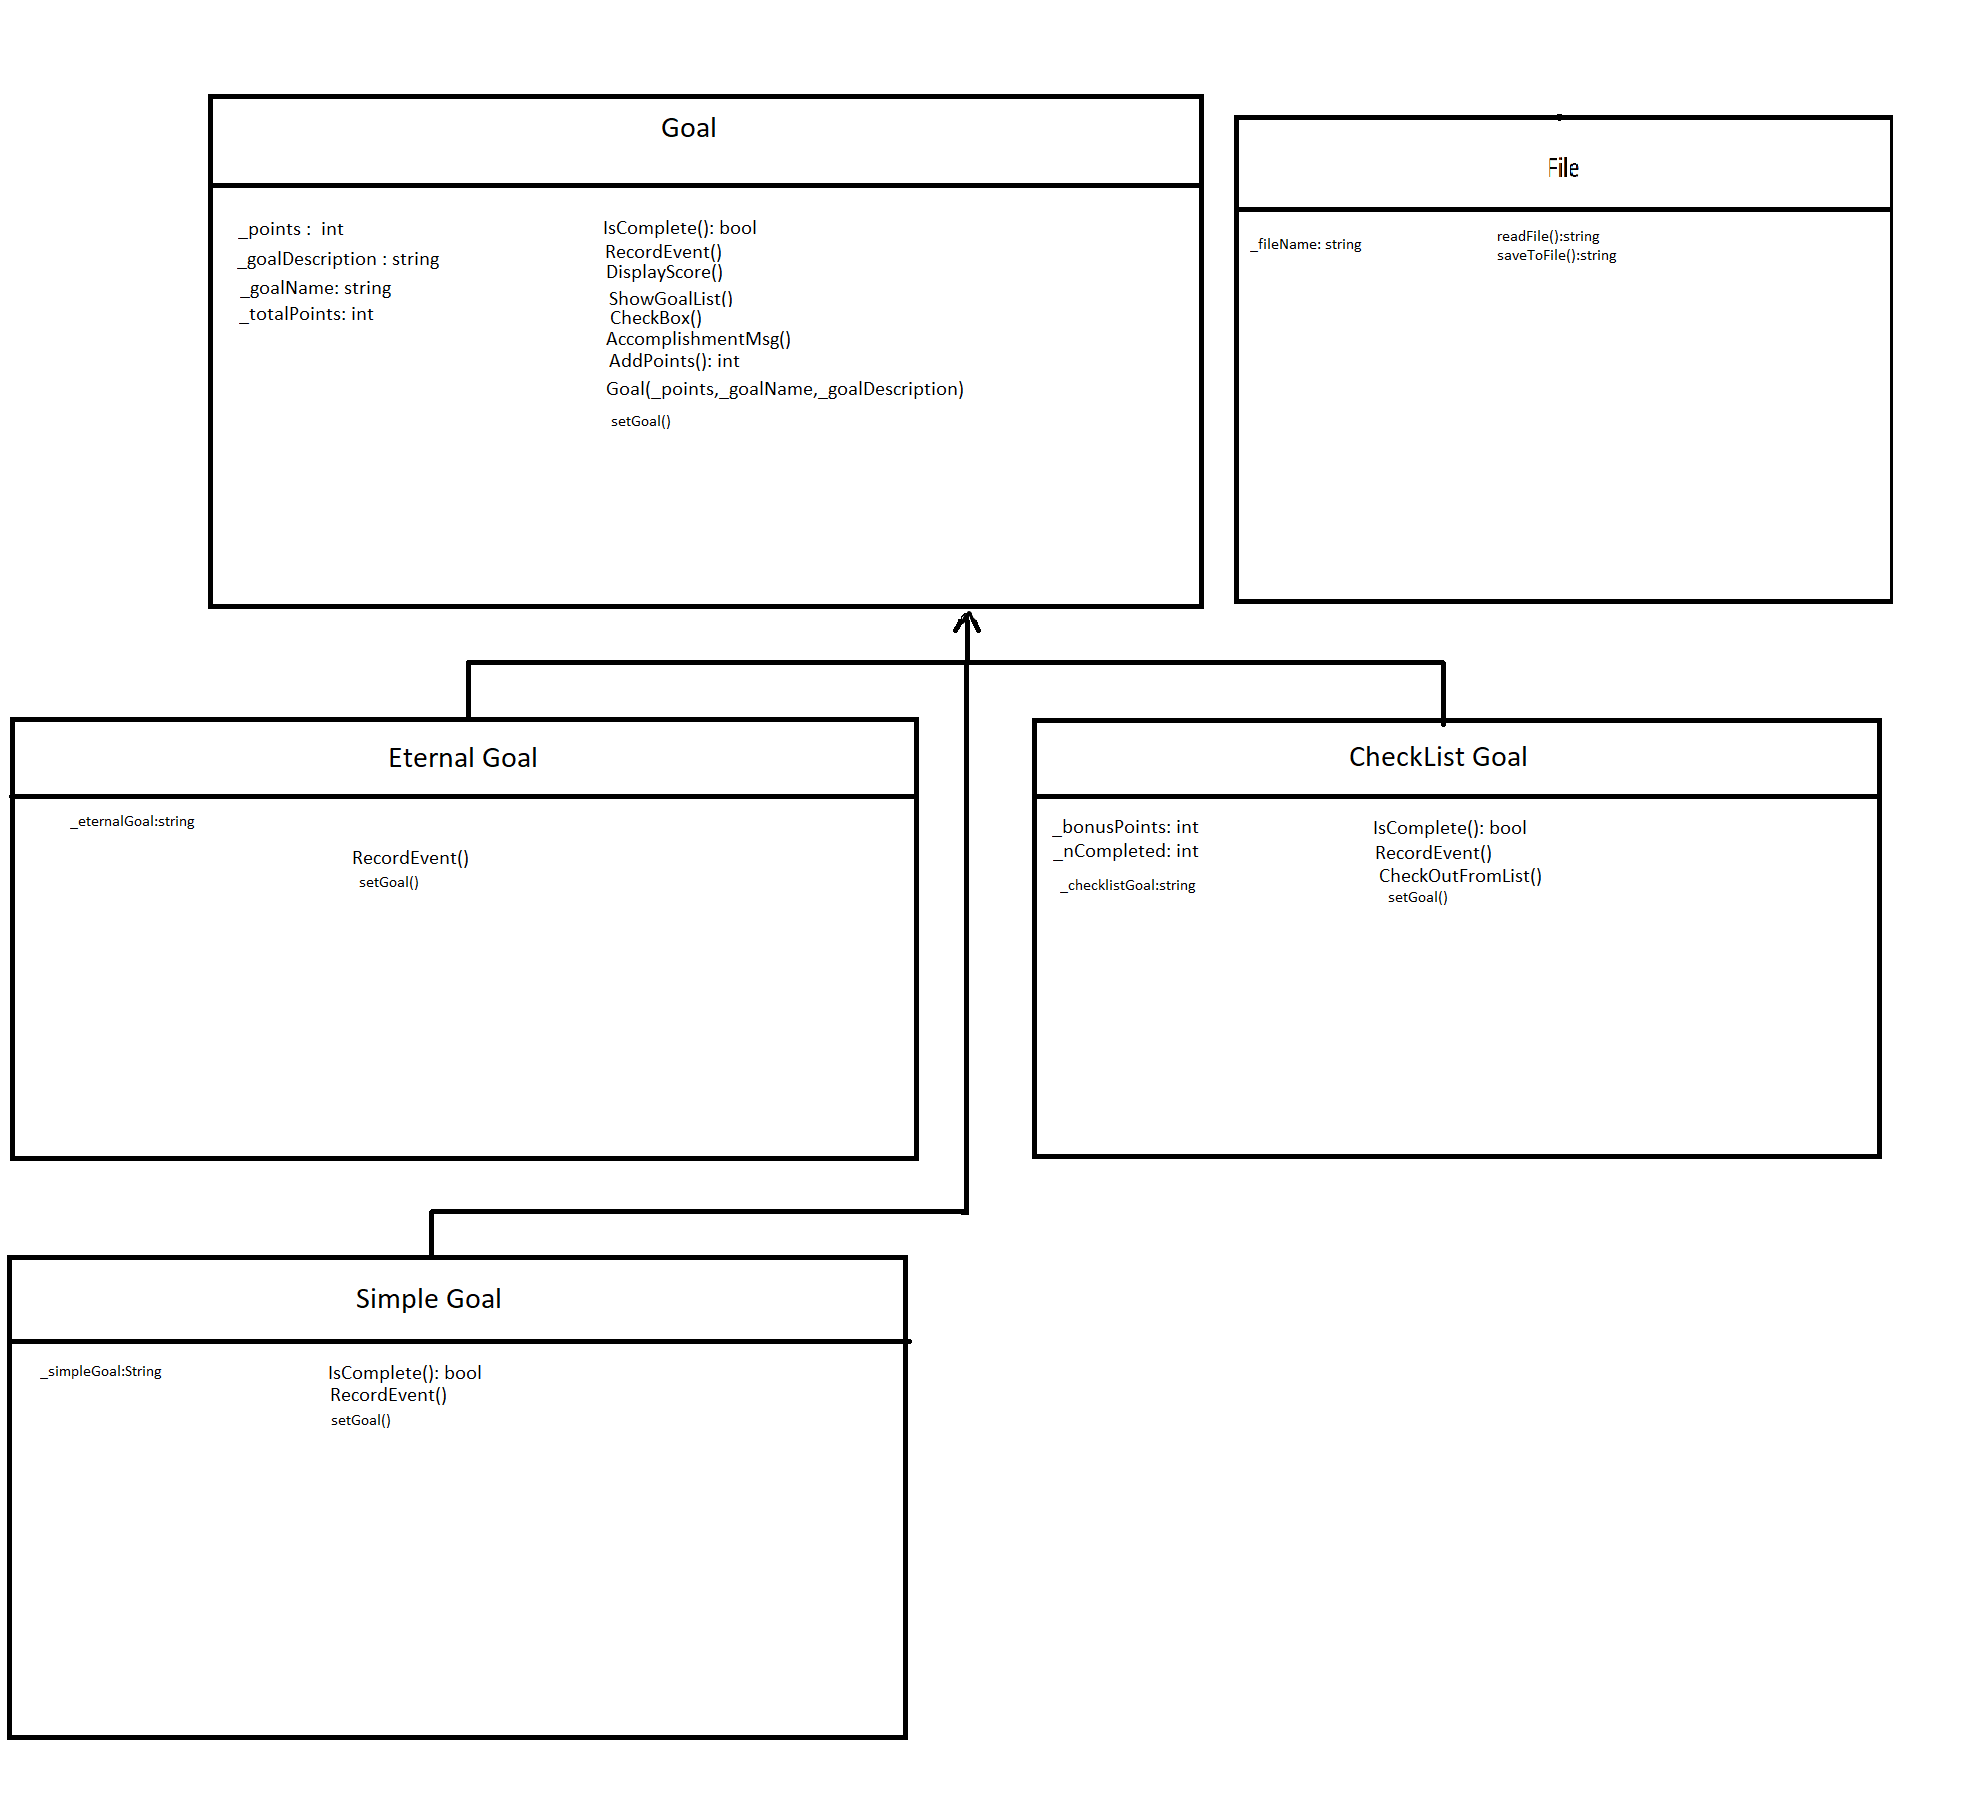 Goal
_points :  int
_goalDescription : string
_goalName: string
_totalPoints: int
IsComplete(): bool
RecordEvent()
DisplayScore()
ShowGoalList()
CheckBox()
AccomplishmentMsg()
AddPoints(): int
Goal(_points,_goalName,_goalDescription)
setGoal()
File
_fileName: string
readFile():string
saveToFile():string
Eternal Goal
_eternalGoal:string
RecordEvent()
setGoal()
CheckList Goal
_bonusPoints: int
_nCompleted: int
_checklistGoal:string
IsComplete(): bool
RecordEvent()
CheckOutFromList()
setGoal()
Simple Goal
_simpleGoal:String
IsComplete(): bool
RecordEvent()
setGoal()